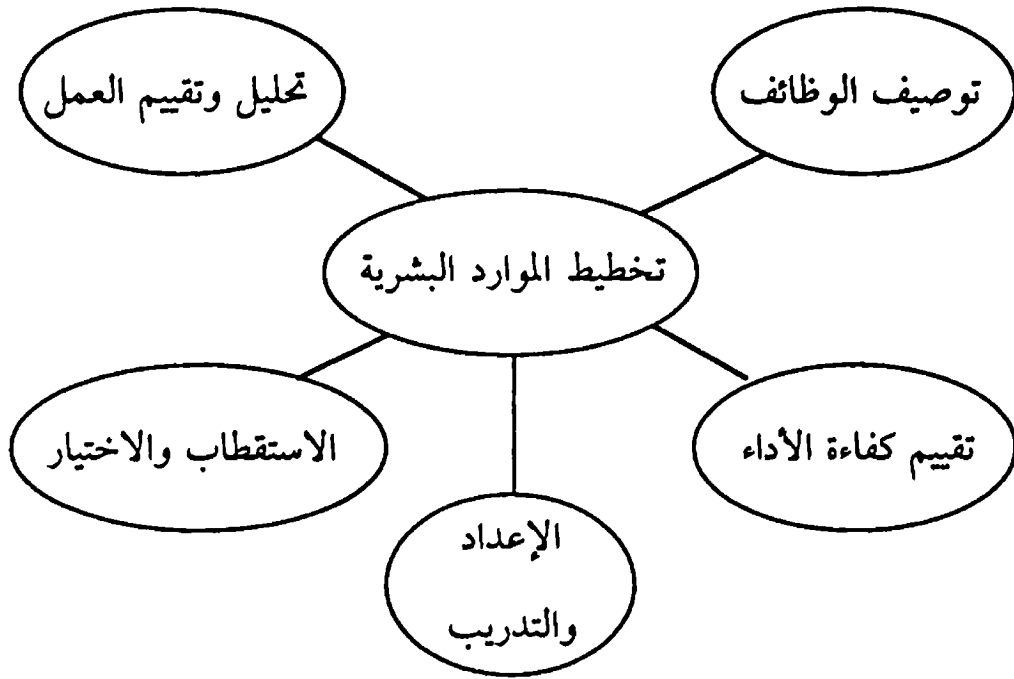 توصيف الوظائف
تحليل وتقييم العمل
تخطيط الموارد البشرية
تقييم كفاءة الأداء
الاستقطاب والاختيار
الإعداد
والتدريب